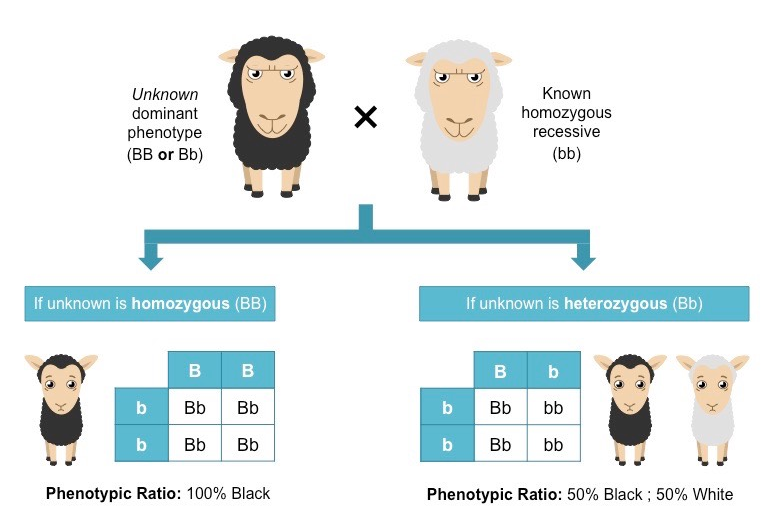 Unknown
dominant
phenotype
(BB or Bb)
×
Known
homozygous
recessive
(bb)
If unknown is homozygous (BB)
If unknown is heterozygous (Bb)
B B
b Bb Bb
b Bb Bb
Phenotypic Ratio: 100% Black
B b
b Bb bb
b Bb bb
Phenotypic Ratio: 50% Black ; 50% White